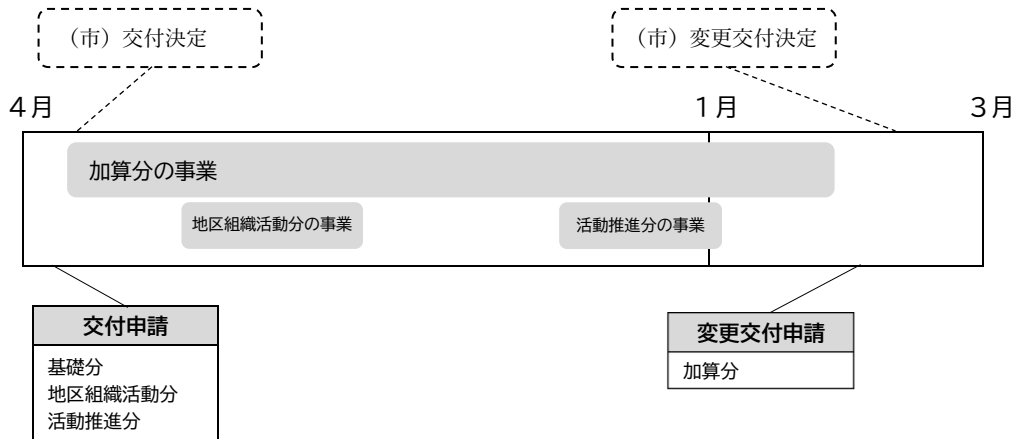 （市）交付決定
（市）変更交付決定
４月
１月
３月
加算分の事業
地区組織活動分の事業
活動推進分の事業
交付申請
基礎分
地区組織活動分
活動推進分
変更交付申請
加算分